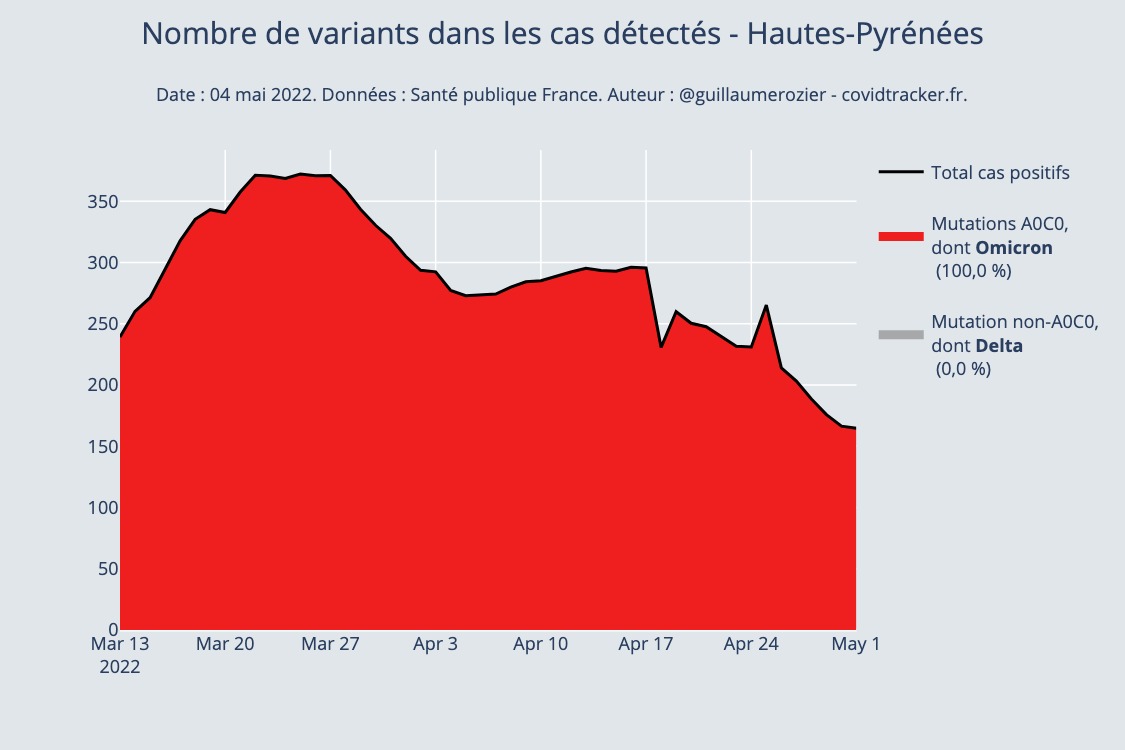 Nombre de variants dans les cas détectés - Hautes-Pyrénées
Date : 04 mai 2022. Données : Santé publique France. Auteur : @guillaumerozier - covidtracker.fr.
Total cas positifs
Mutations A0C0,
dont Omicron
(100,0 %)
Mutation non-A0C0,
dont Delta
(0,0 %)
350
300
250
200
150
100
50
0
Mar 13
2022
Mar 20
Mar 27
Apr 3
Apr 10
Apr 17
Apr 24
May 1